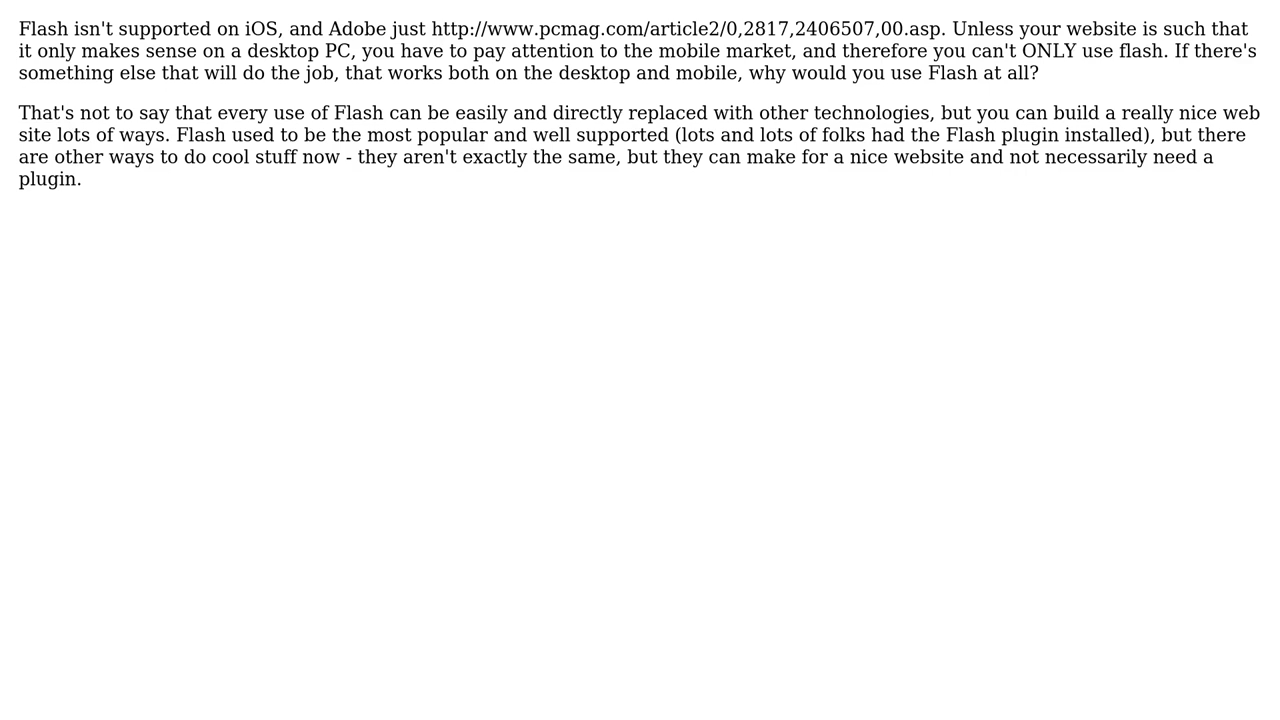 Flash isn't supported on iOS, and Adobe just http://www.pcmag.com/article2/0,2817,2406507,00.asp. Unless your website is such that
it only makes sense on a desktop PC, you have to pay attention to the mobile market, and therefore you can't ONLY use flash. If there's
something else that will do the job, that works both on the desktop and mobile, why would you use Flash at all?
That's not to say that every use of Flash can be easily and directly replaced with other technologies, but you can build a really nice web
site lots of ways. Flash used to be the most popular and well supported (lots and lots of folks had the Flash plugin installed), but there
are other ways to do cool stuff now - they aren't exactly the same, but they can make for a nice website and not necessarily need a
plugin.